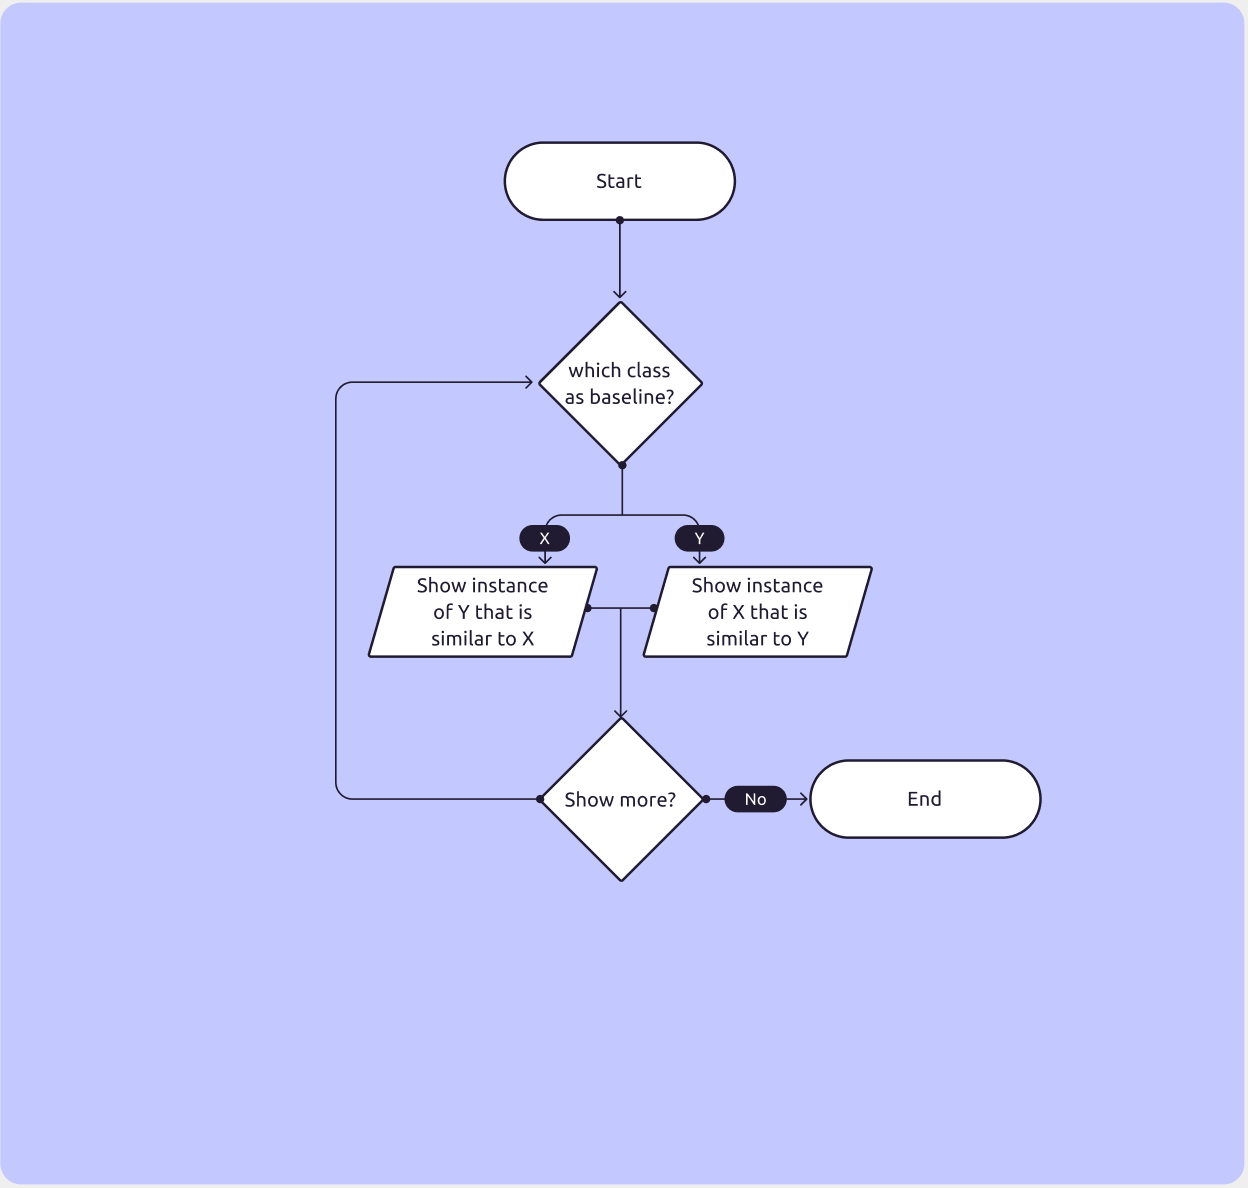 Start
which class
as baseline?
X
Y
Show instance
of Y that is
similar to X
Show instance
of X that is
similar to Y
Show more?
No
End